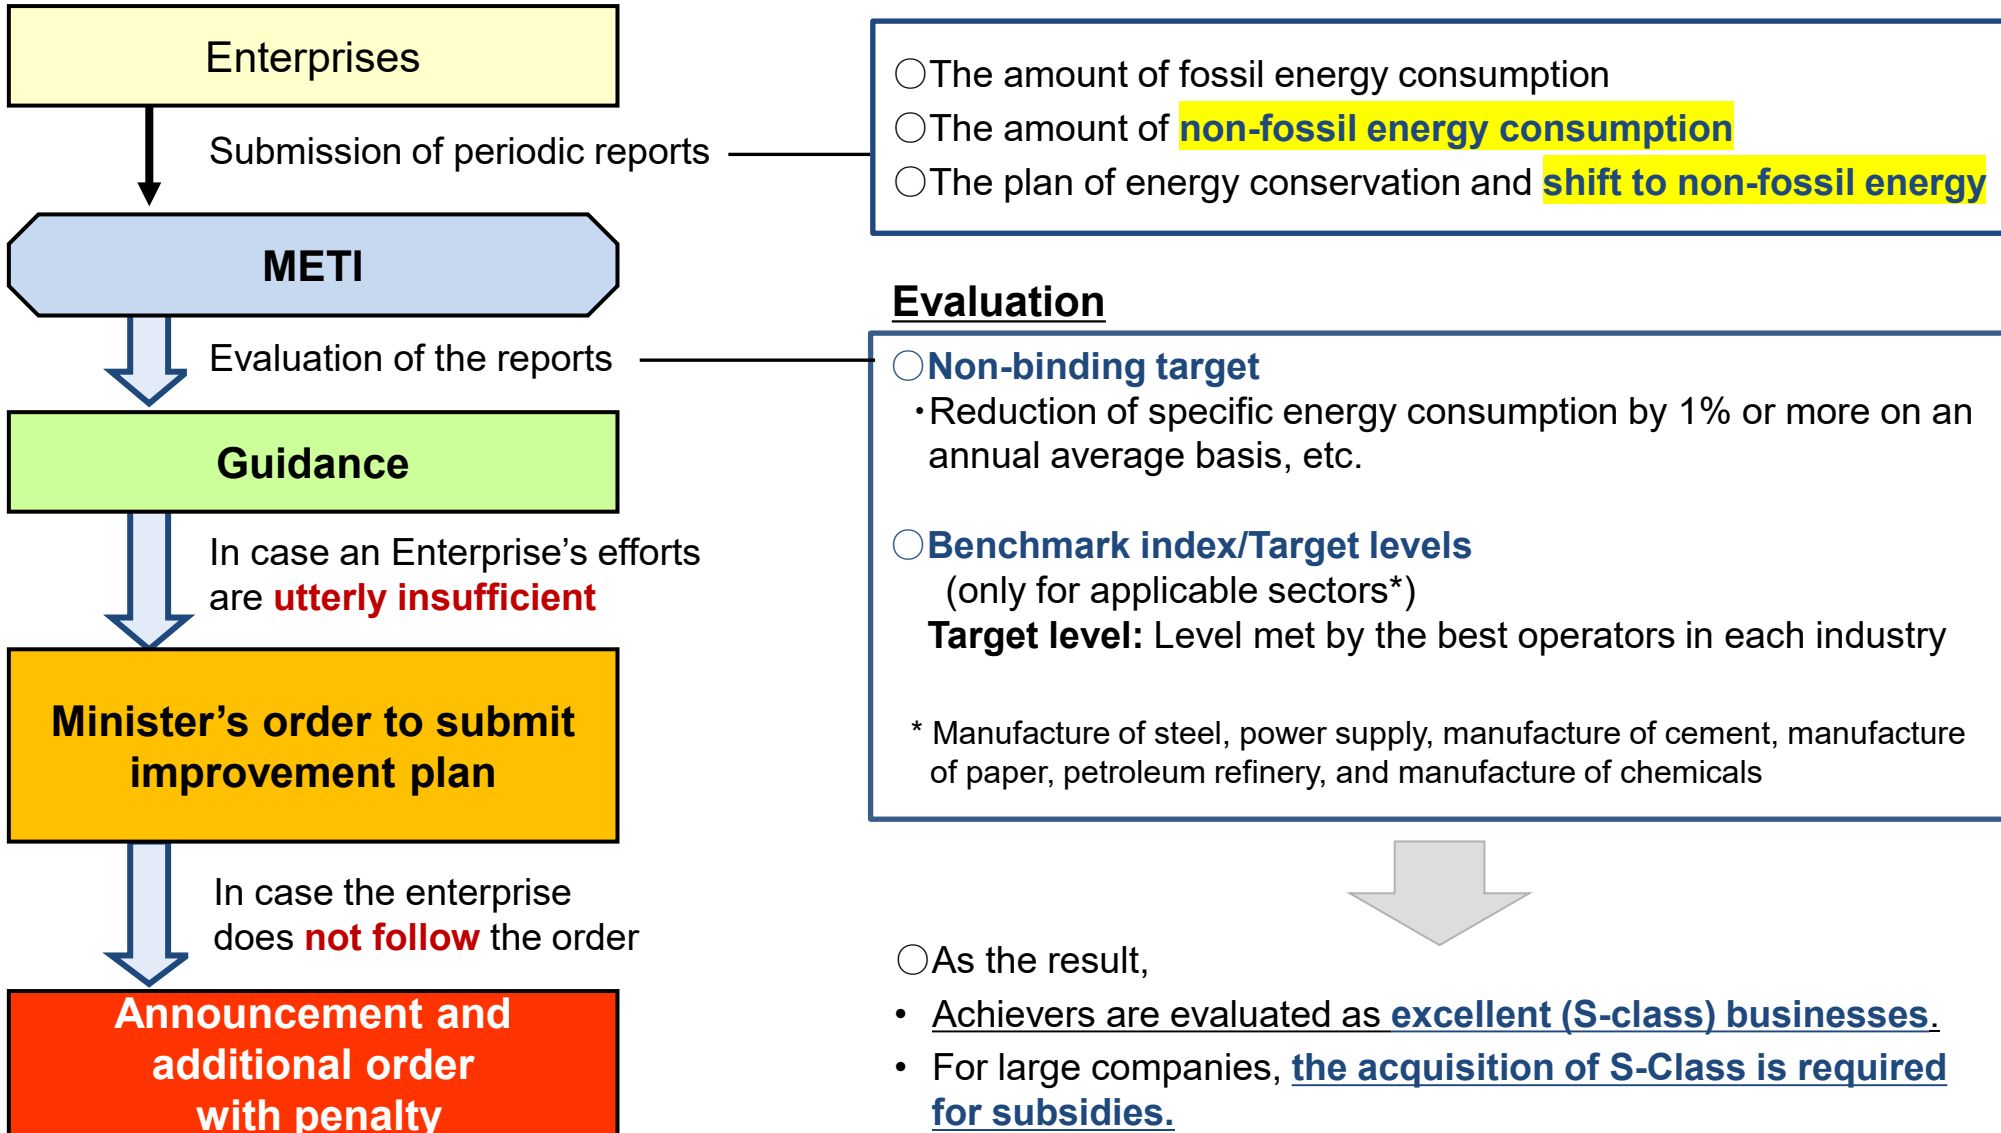 Enterprises
Submission of periodic reports
METI
Evaluation of the reports
Guidance
In case an Enterprise’s efforts
are utterly insufficient
Minister’s order to submit
improvement plan
In case the enterprise
does not follow the order
Announcement and
additional order
with penalty
○The amount of fossil energy consumption
○The amount of non-fossil energy consumption
○The plan of energy conservation and shift to non-fossil energy
Evaluation
○Non-binding target
・Reduction of specific energy consumption by 1% or more on an
annual average basis, etc.
○Benchmark index/Target levels
(only for applicable sectors*)
Target level: Level met by the best operators in each industry
* Manufacture of steel, power supply, manufacture of cement, manufacture
of paper, petroleum refinery, and manufacture of chemicals
○As the result,
• Achievers are evaluated as excellent (S-class) businesses.
• For large companies, the acquisition of S-Class is required
for subsidies.